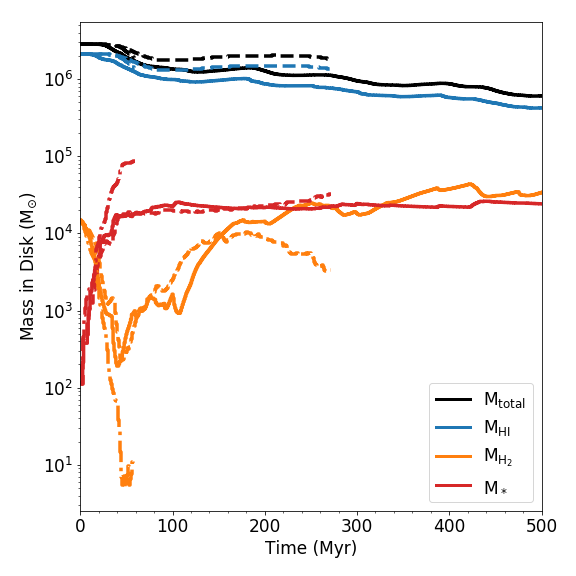 10⁶
10⁵
10⁴
10³
10²
10¹
Mass in Disk (M⊙)
0 100 200 300 400 500
Time (Myr)
M_total
M_HI
M_H₂
M_*